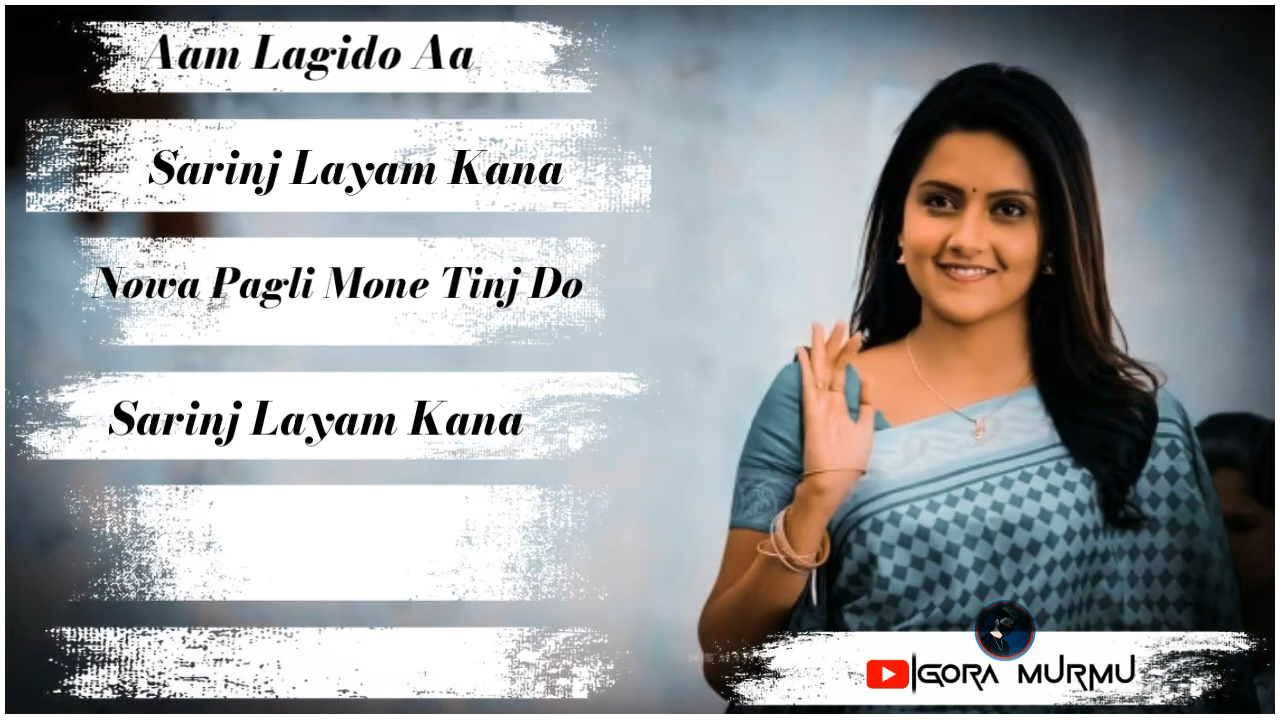 Aam Lagido Aa
Sarinj Layam Kana
Nowa Pagli Mone Tinj Do
Sarinj Layam Kana
GORA MURMU